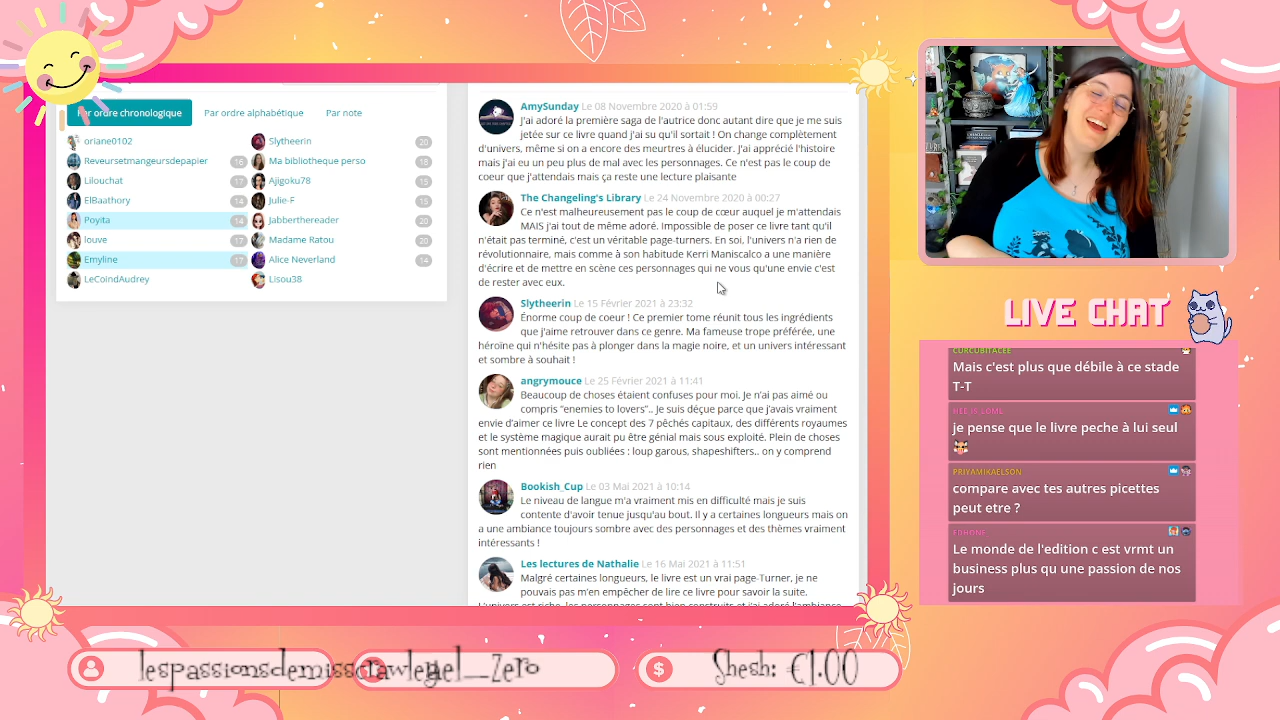 Par ordre chronologique Par ordre alphabétique Par note
oriane0102 Slytheerin 20
Reveursetmangeursdepapier 16 Ma bibliotheque perso 18
Lilouchat 17 Ajigoku78 15
ElBaathory 14 Julie-F 15
Poyita 14 Jabberthereader 20
louve 17 Madame Ratou 20
Emyline 17 Alice Neverland 14
LeCoindAudrey Lisou38
AmySunday Le 08 Novembre 2020 à 01:59
J'ai adoré la première saga de l'autrice donc autant dire que je me suis
jetée sur ce livre quand j'ai su qu'il sortait! On change complètement
d'univers, même si on a encore des meurtres à élucider. J'ai apprécié l'histoire
mais j'ai eu un peu plus de mal avec les personnages. Ce n'est pas le coup de
coeur que j'attendais mais ça reste une lecture plaisante
The Changeling's Library Le 24 Novembre 2020 à 00:27
Ce n'est malheureusement pas le coup de cœur auquel je m'attendais
MAIS j'ai tout de même adoré. Impossible de poser ce livre tant qu'il
n'était pas terminé, c'est un véritable page-turners. En soi, l'univers n'a rien de
révolutionnaire, mais comme à son habitude Kerri Maniscalco a une manière
d'écrire et de mettre en scène ces personnages qui ne vous qu'une envie c'est
de rester avec eux.
Slytheerin Le 15 Février 2021 à 23:32
Énorme coup de coeur ! Ce premier tome réunit tous les ingrédients
que j'aime retrouver dans ce genre. Ma fameuse trope préférée, une
héroïne qui n'hésite pas à plonger dans la magie noire, et un univers intéressant
et sombre à souhait !
angrymouce Le 25 Février 2021 à 11:41
Beaucoup de choses étaient confuses pour moi. Je n'ai pas aimé ou
compris “enemies to lovers”.. Je suis déçue parce que j'avais vraiment
envie d'aimer ce livre Le concept des 7 péchés capitaux, des différents royaumes
et le système magique aurait pu être génial mais sous exploité. Plein de choses
sont mentionnées puis oubliées : loup garous, shapeshifters.. on y comprend
rien
Bookish_Cup Le 03 Mai 2021 à 10:14
Le niveau de langue m'a vraiment mis en difficulté mais je suis
contente d'avoir tenue jusqu'au bout. Il y a certaines longueurs mais on
a une ambiance toujours sombre avec des personnages et des thèmes vraiment
intéressants !
Les lectures de Nathalie Le 16 Mai 2021 à 11:51
Malgré certaines longueurs, le livre est un vrai page-Turner, je ne
pouvais pas m'empêcher de lire ce livre pour savoir la suite.
L'univers est riche, les personnages sont bien construits et j'ai adoré l'ambiance
LIVE CHAT
CORCUBITACEE
Mais c'est plus que débile à ce stade
T-T
je pense que le livre peche à lui seul
PRIYAMIKAELSON
compare avec tes autres picettes
peut etre ?
Le monde de l'edition c est vrmt un
business plus qu une passion de nos
jours
lespassionsdemisscrawley
_Zero
$ Shesh: €1.00